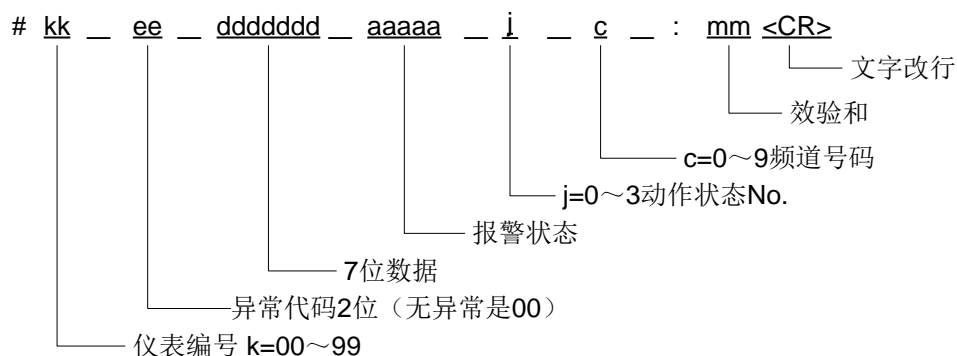 # kk _ ee _ ddddddd _ aaaaa _ j _ c _ : mm <CR>
文字改行
效验和
c=0～9频道号码
j=0～3动作状态No.
报警状态
7位数据
异常代码2位（无异常是00）
仪表编号 k=00～99